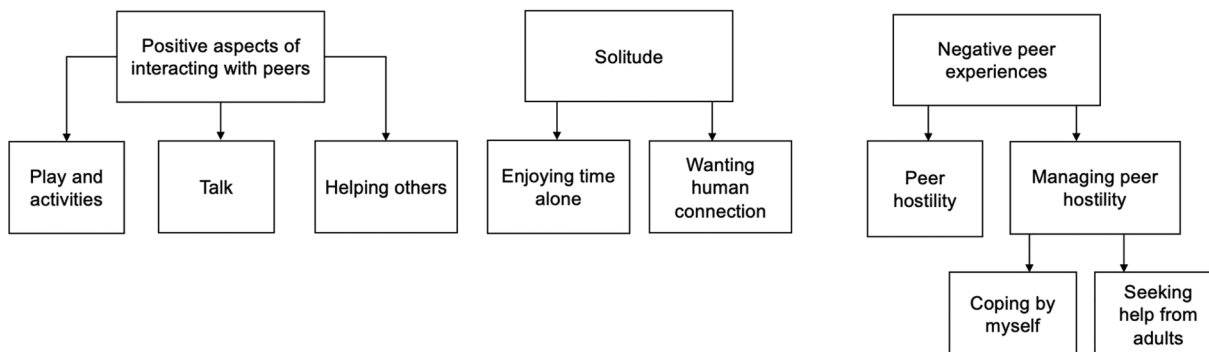 Positive aspects of
interacting with peers
Solitude
Negative peer
experiences
Play and
activities
Talk
Helping others
Enjoying time
alone
Wanting
human
connection
Peer
hostility
Managing peer
hostility
Coping by
myself
Seeking
help from
adults